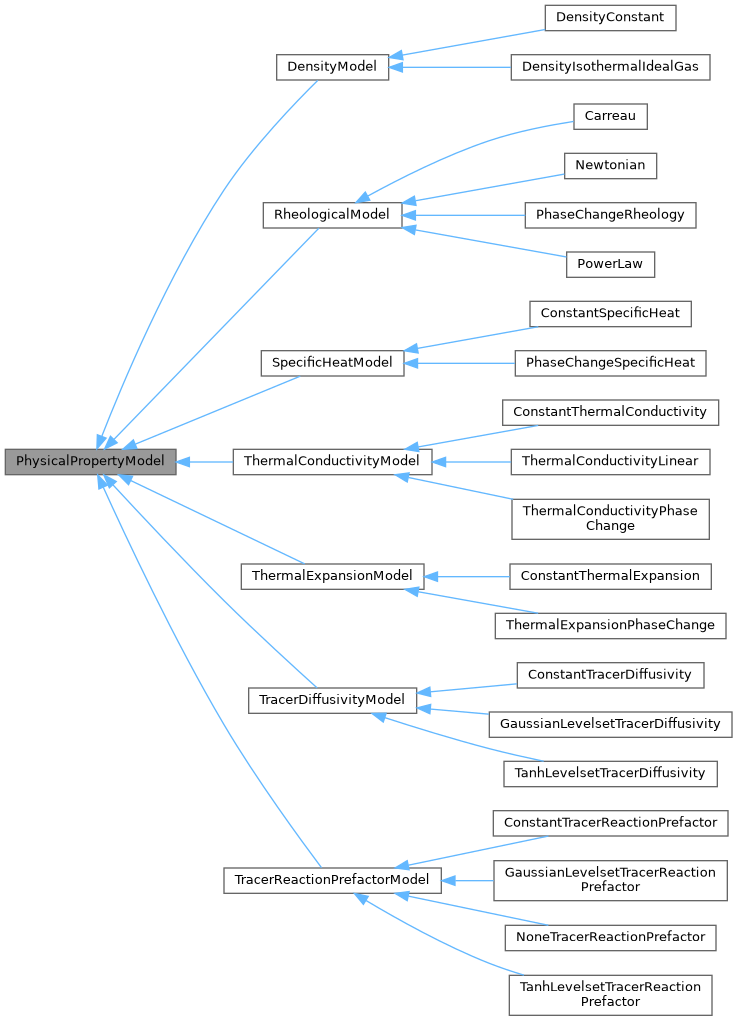 DensityConstant
DensityModel
DensityIsothermalIdealGas
Carreau
Newtonian
RheologicalModel
PhaseChangeRheology
PowerLaw
ConstantSpecificHeat
SpecificHeatModel
PhaseChangeSpecificHeat
ConstantThermalConductivity
PhysicalPropertyModel
ThermalConductivityModel
ThermalConductivityLinear
ThermalConductivityPhase
Change
ThermalExpansionModel
ConstantThermalExpansion
ThermalExpansionPhaseChange
ConstantTracerDiffusivity
TracerDiffusivityModel
GaussianLevelsetTracerDiffusivity
TanhLevelsetTracerDiffusivity
ConstantTracerReactionPrefactor
TracerReactionPrefactorModel
GaussianLevelsetTracerReaction
Prefactor
NoneTracerReactionPrefactor
TanhLevelsetTracerReaction
Prefactor